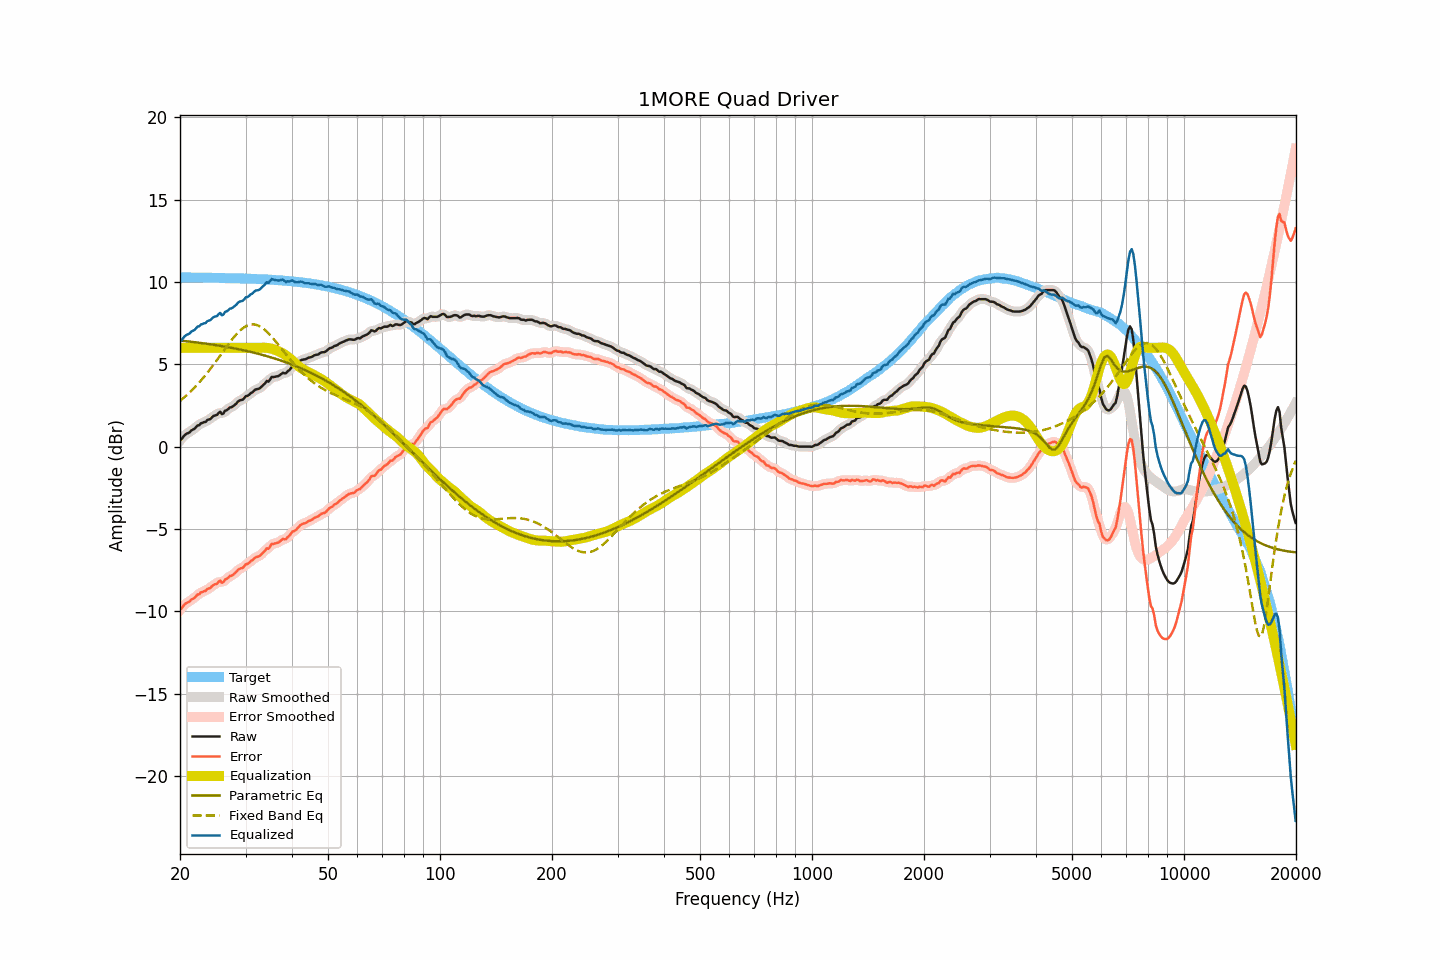 1MORE Quad Driver
20
15
10
5
0
−5
−10
−15
−20
Amplitude (dBr)
Target
Raw Smoothed
Error Smoothed
Raw
Error
Equalization
Parametric Eq
Fixed Band Eq
Equalized
20 50 100 200 500 1000 2000 5000 10000 20000
Frequency (Hz)